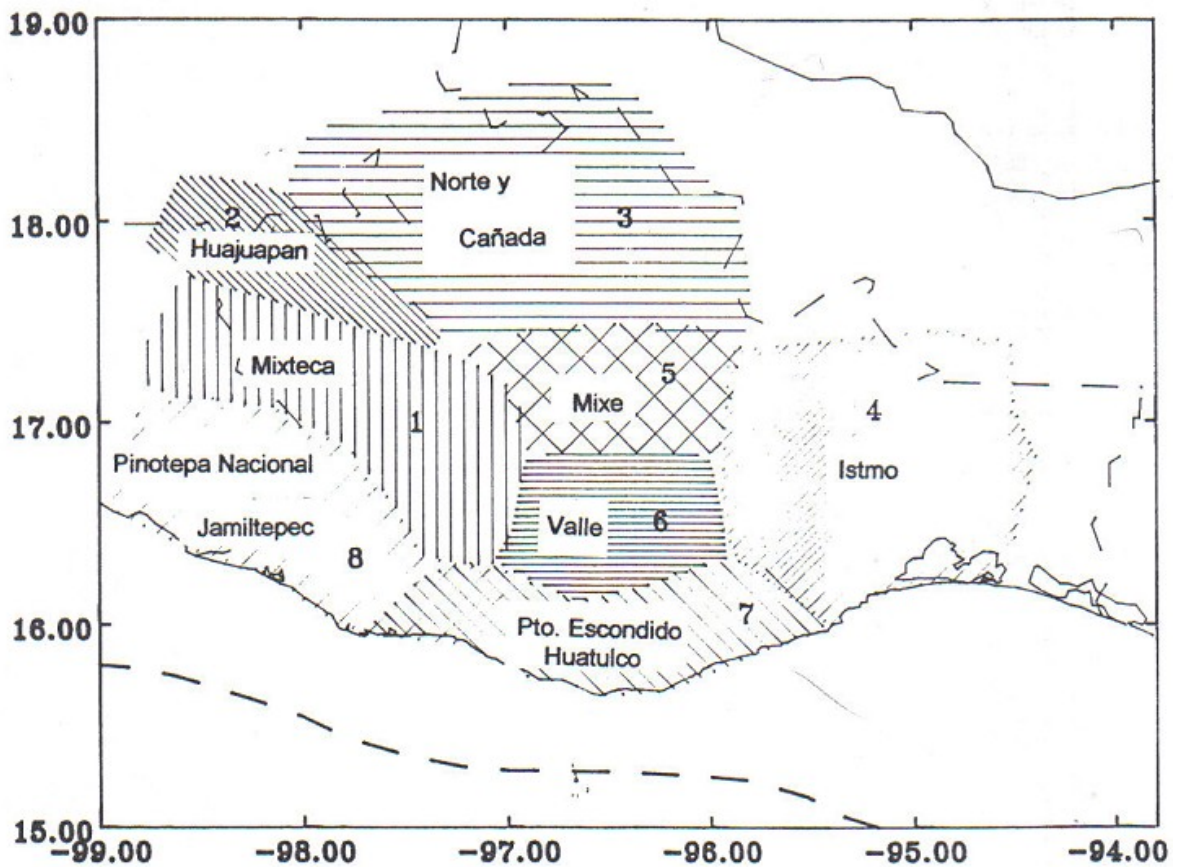 19.00
Norte y
2
3
18.00
Cañada
Huajuapan
Mixteca
5
Mixe
4
1
17.00
Pinotepa Nacional
Istmo
Jamiltepec
Valle
6
8
7
16.00
Pto. Escondido
Huatulco
15.00
-99.00 -98.00 -97.00 -96.00 -95.00 -94.00